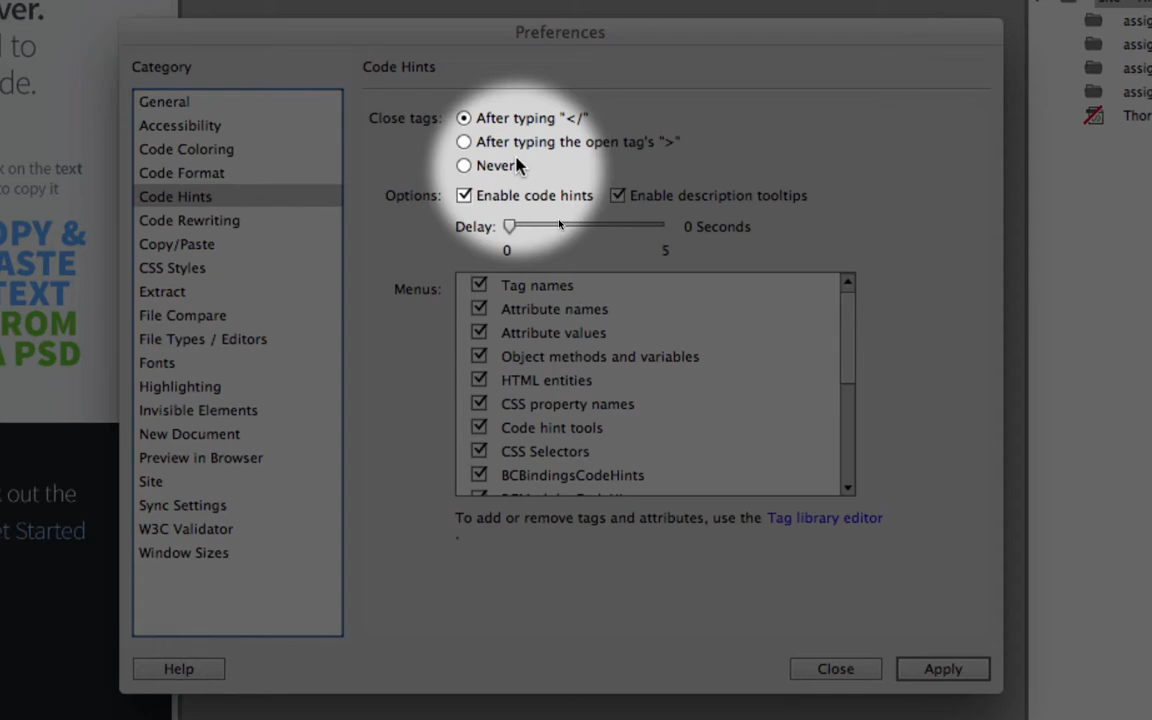 ver.
l to
de.
k on the text
to copy it
OPY &
ASTE
TEXT
ROM
A PSD
k out the
et Started
Preferences
Category
General
Accessibility
Code Coloring
Code Format
Code Hints
Code Rewriting
Copy/Paste
CSS Styles
Extract
File Compare
File Types / Editors
Fonts
Highlighting
Invisible Elements
New Document
Preview in Browser
Site
Sync Settings
W3C Validator
Window Sizes
Code Hints
Close tags: After typing "</"
After typing the open tag's ">"
Never
Options: Enable code hints Enable description tooltips
Delay: 0 Seconds
0 5
Menus: Tag names
Attribute names
Attribute values
Object methods and variables
HTML entities
CSS property names
Code hint tools
CSS Selectors
BCBindingsCodeHints
To add or remove tags and attributes, use the Tag library editor
.
Help Close Apply
assig
assig
assig
assig
Thor